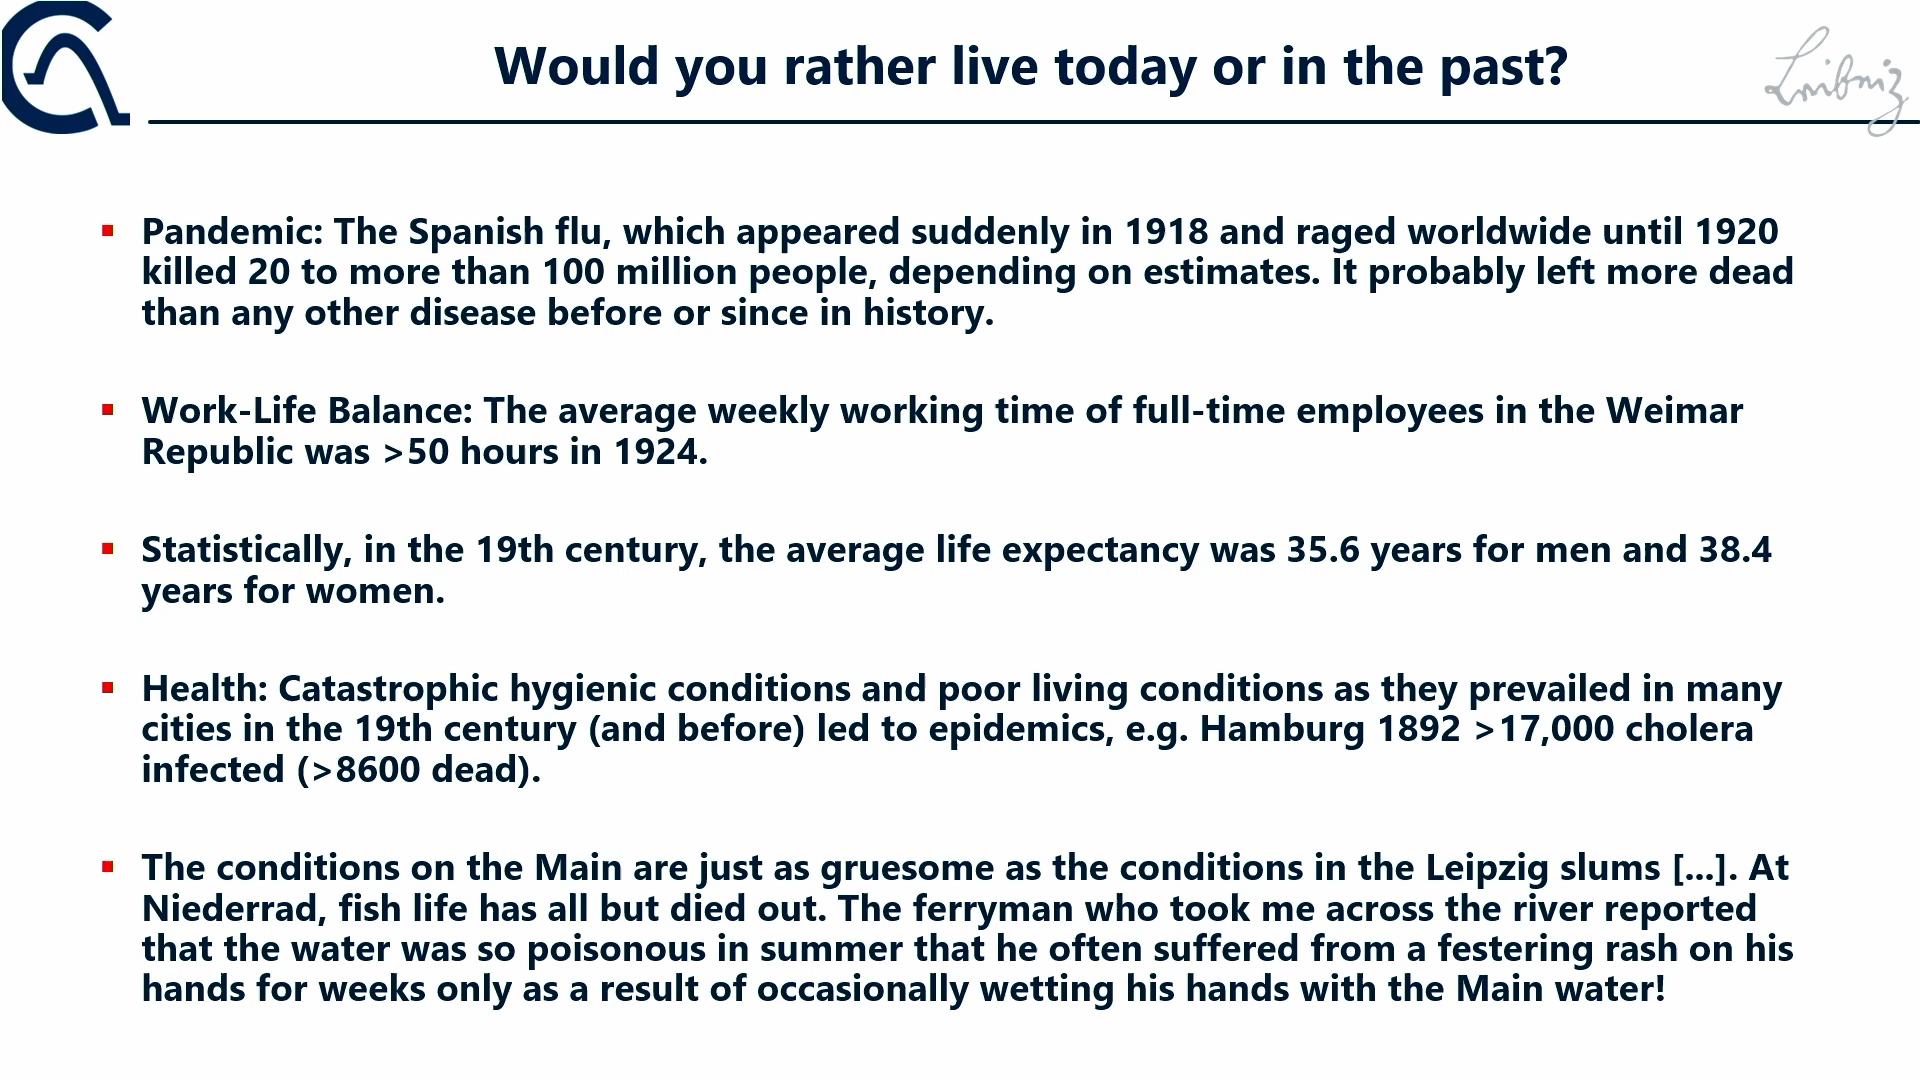 Would you rather live today or in the past?
Leibniz
▪ Pandemic: The Spanish flu, which appeared suddenly in 1918 and raged worldwide until 1920
killed 20 to more than 100 million people, depending on estimates. It probably left more dead
than any other disease before or since in history.
▪ Work-Life Balance: The average weekly working time of full-time employees in the Weimar
Republic was >50 hours in 1924.
▪ Statistically, in the 19th century, the average life expectancy was 35.6 years for men and 38.4
years for women.
▪ Health: Catastrophic hygienic conditions and poor living conditions as they prevailed in many
cities in the 19th century (and before) led to epidemics, e.g. Hamburg 1892 >17,000 cholera
infected (>8600 dead).
▪ The conditions on the Main are just as gruesome as the conditions in the Leipzig slums [...]. At
Niederrad, fish life has all but died out. The ferryman who took me across the river reported
that the water was so poisonous in summer that he often suffered from a festering rash on his
hands for weeks only as a result of occasionally wetting his hands with the Main water!